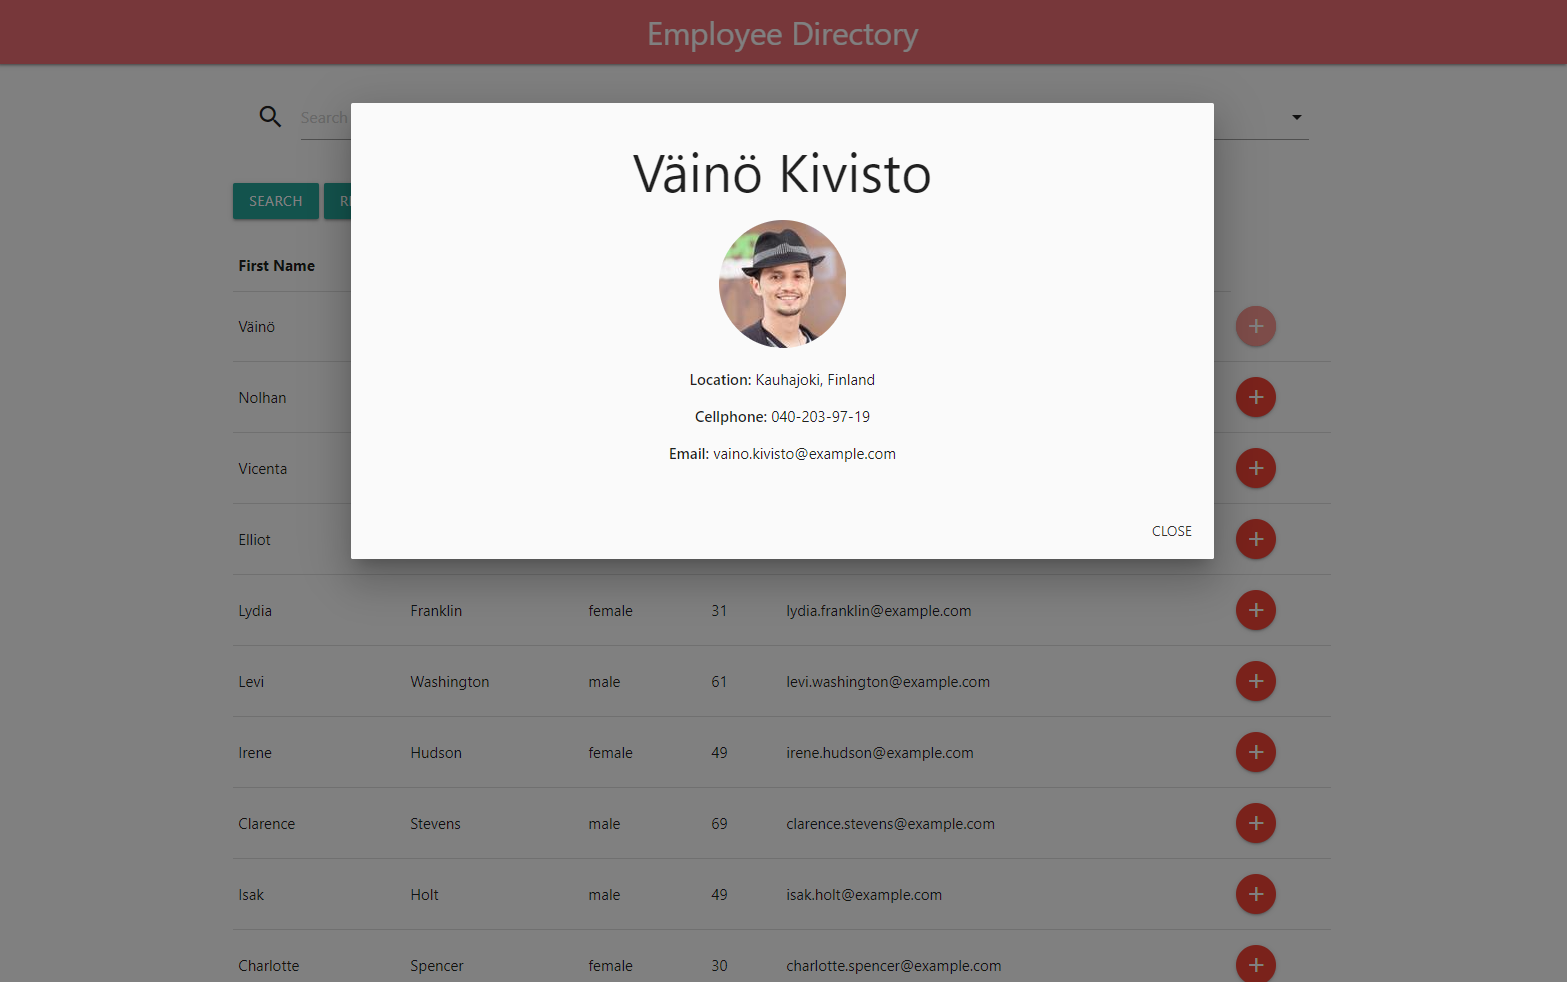 Employee Directory
Search
SEARCH
Väinö Kivisto
Location: Kauhajoki, Finland
Cellphone: 040-203-97-19
Email: vaino.kivisto@example.com
CLOSE
First Name
Väinö
Nolhan
Vicenta
Elliot
Lydia Franklin female 31 lydia.franklin@example.com
Levi Washington male 61 levi.washington@example.com
Irene Hudson female 49 irene.hudson@example.com
Clarence Stevens male 69 clarence.stevens@example.com
Isak Holt male 49 isak.holt@example.com
Charlotte Spencer female 30 charlotte.spencer@example.com